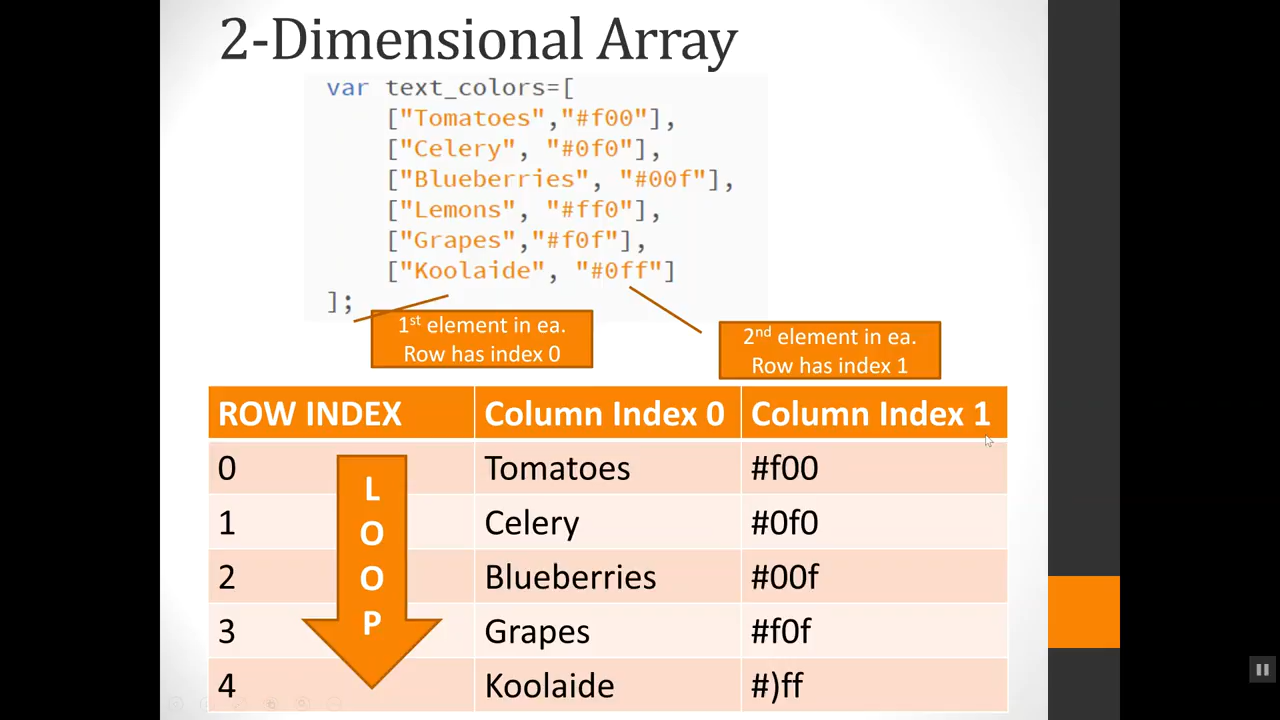 2-Dimensional Array
var text_colors=[
["Tomatoes","#f00"],
["Celery", "#0f0"],
["Blueberries", "#00f"],
["Lemons", "#ff0"],
["Grapes","#f0f"],
["Koolaide", "#0ff"]
];
1st element in ea.
Row has index 0
2nd element in ea.
Row has index 1
ROW INDEX Column Index 0 Column Index 1
0 Tomatoes #f00
1 Celery #0f0
2 Blueberries #00f
3 Grapes #f0f
4 Koolaide #)ff
L
O
O
P